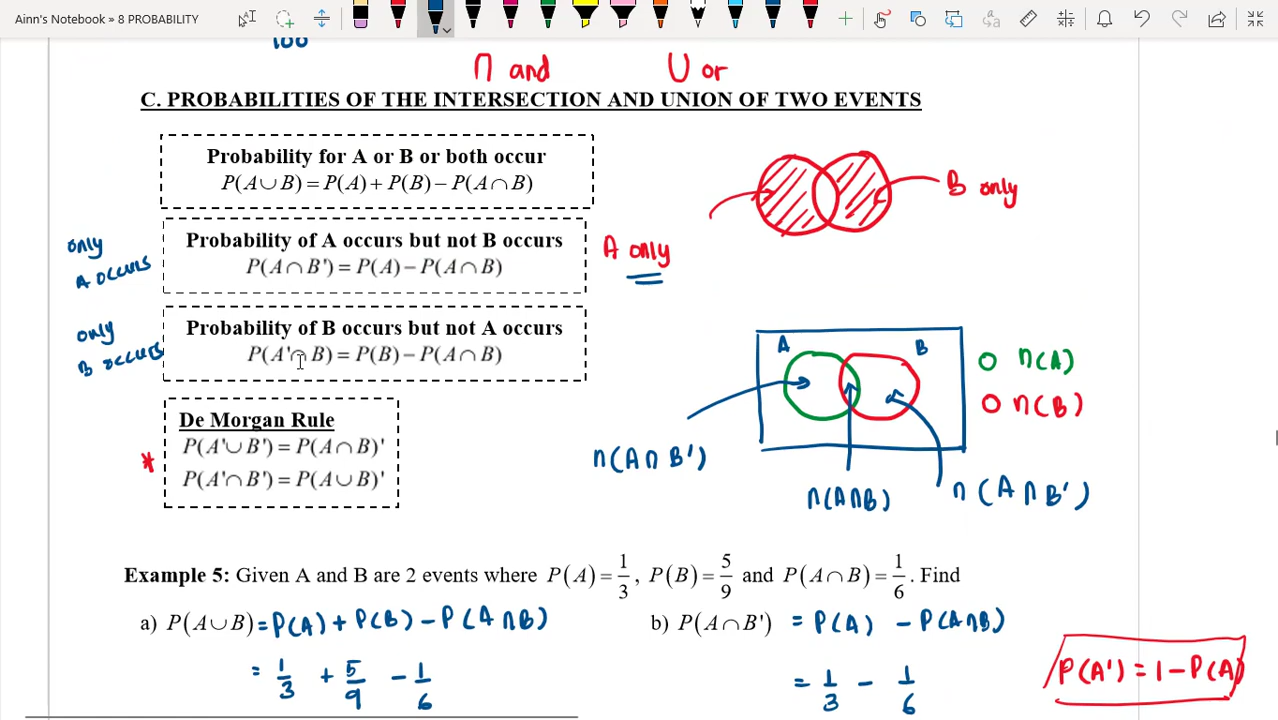 Ainn's Notebook » 8 PROBABILITY
100
∩ and U or
C. PROBABILITIES OF THE INTERSECTION AND UNION OF TWO EVENTS
Probability for A or B or both occur
P(A∪B) = P(A) + P(B) − P(A∩B)
B only
only
A occurs
Probability of A occurs but not B occurs
P(A∩B') = P(A) − P(A∩B)
A only
only
B occurs
Probability of B occurs but not A occurs
P(A'∩B) = P(B) − P(A∩B)
A B
O n(A)
O n(B)
De Morgan Rule
* P(A'∪B') = P(A∩B)'
P(A'∩B') = P(A∪B)'
n(A∩B')
n(A∩B)
n(A∩B')
Example 5: Given A and B are 2 events where P(A) = 1/3, P(B) = 5/9 and P(A∩B) = 1/6. Find
a) P(A∪B) = P(A) + P(B) − P(A∩B)
= 1/3 + 5/9 − 1/6
b) P(A∩B') = P(A) − P(A∩B)
= 1/3 − 1/6
P(A') = 1 − P(A)